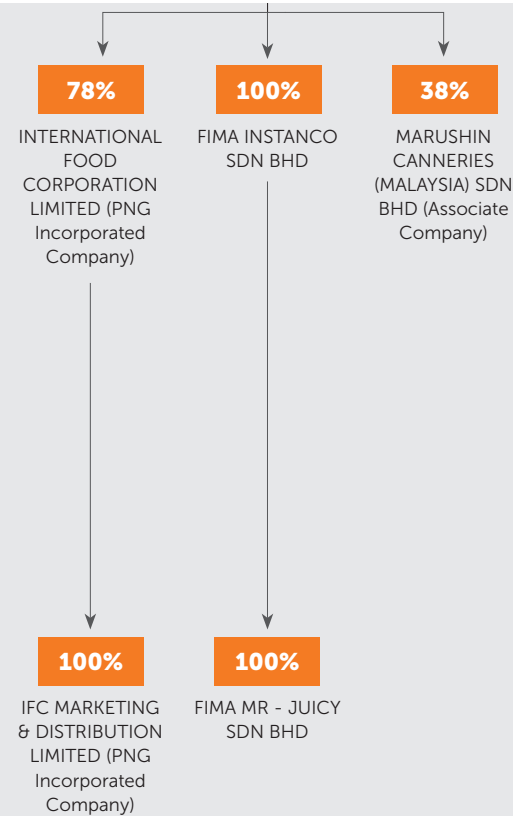 78%
INTERNATIONAL
FOOD
CORPORATION
LIMITED (PNG
Incorporated
Company)
100%
FIMA INSTANCO
SDN BHD
38%
MARUSHIN
CANNERIES
(MALAYSIA) SDN
BHD (Associate
Company)
100%
IFC MARKETING
& DISTRIBUTION
LIMITED (PNG
Incorporated
Company)
100%
FIMA MR - JUICY
SDN BHD